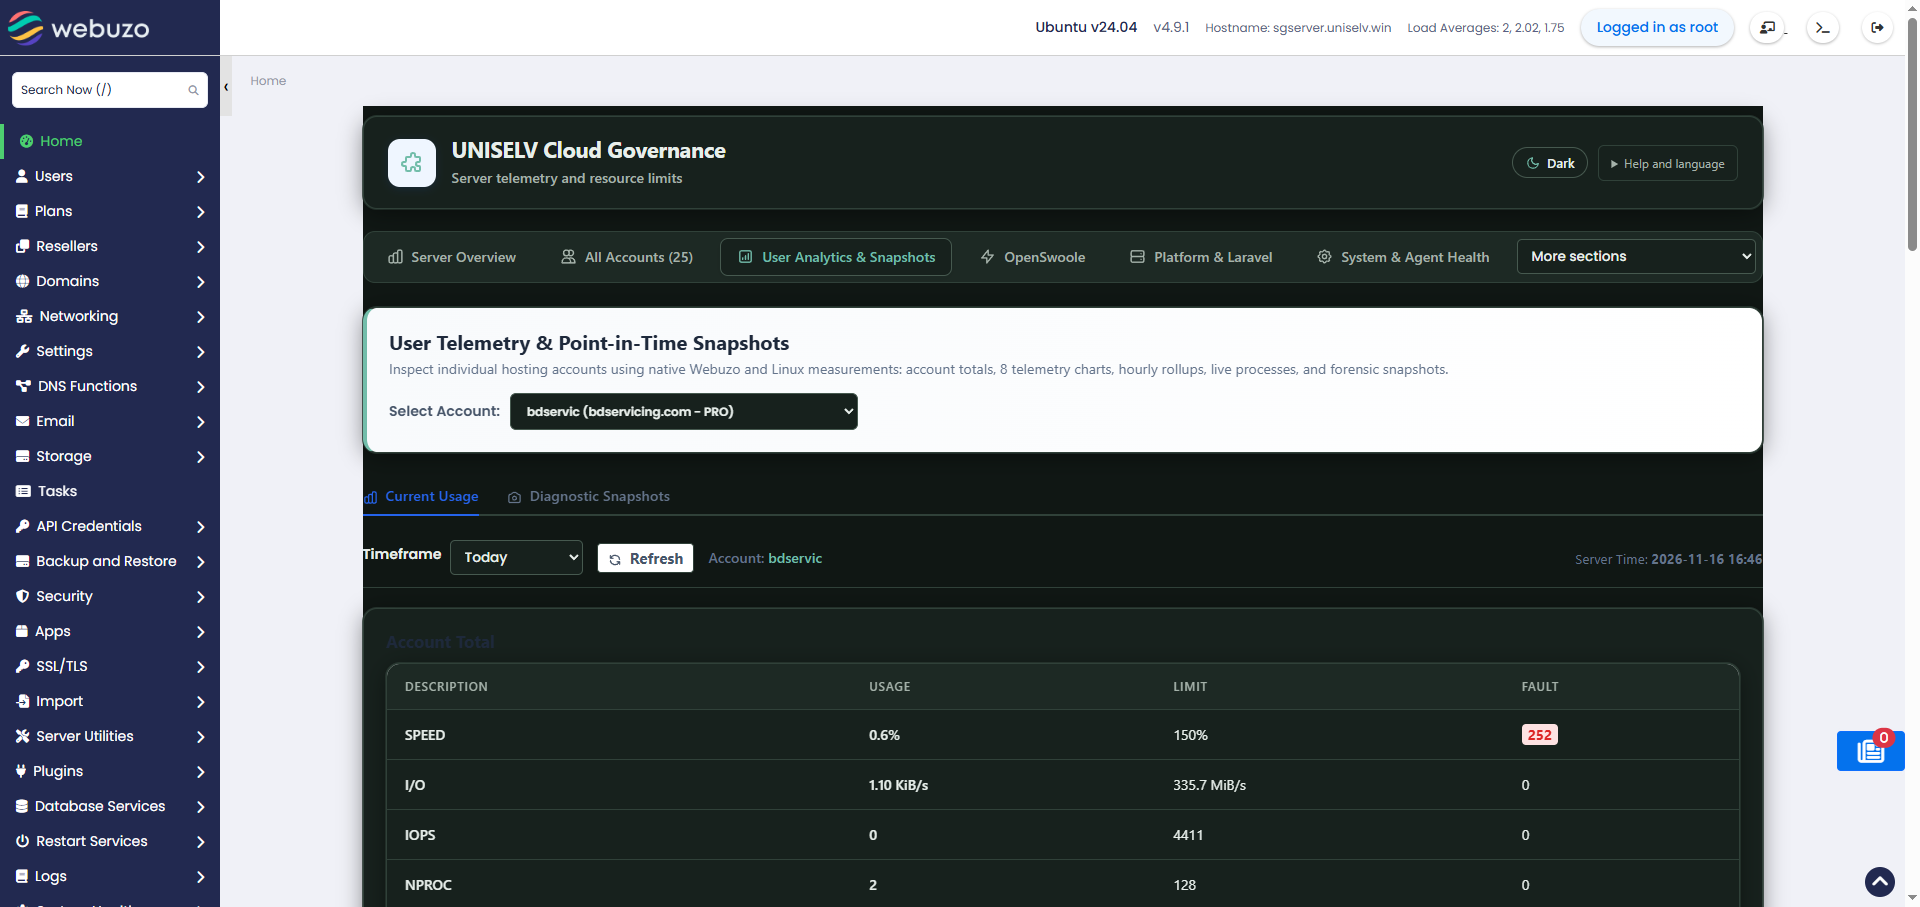 webuzo
Ubuntu v24.04 v4.9.1 Hostname: sgserver.uniselv.win Load Averages: 2, 2.02, 1.75 Logged in as root
Search Now (/)
Home
Home
Users
Plans
Resellers
Domains
Networking
Settings
DNS Functions
Email
Storage
Tasks
API Credentials
Backup and Restore
Security
Apps
SSL/TLS
Import
Server Utilities
Plugins
Database Services
Restart Services
Logs
UNISELV Cloud Governance
Server telemetry and resource limits
Dark
Help and language
Server Overview All Accounts (25) User Analytics & Snapshots OpenSwoole Platform & Laravel System & Agent Health More sections
User Telemetry & Point-in-Time Snapshots
Inspect individual hosting accounts using native Webuzo and Linux measurements: account totals, 8 telemetry charts, hourly rollups, live processes, and forensic snapshots.
Select Account: bdservic (bdservicing.com - PRO)
Current Usage Diagnostic Snapshots
Timeframe Today Refresh Account: bdservic Server Time: 2026-11-16 16:46
Account Total
DESCRIPTION USAGE LIMIT FAULT
SPEED 0.6% 150% 252
I/O 1.10 KiB/s 335.7 MiB/s 0
IOPS 0 4411 0
NPROC 2 128 0
0